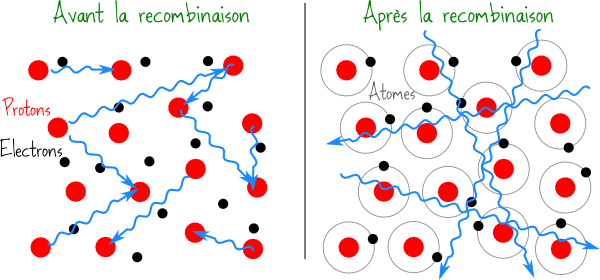 Avant la recombinaison
Après la recombinaison
Protons
Electrons
Atomes